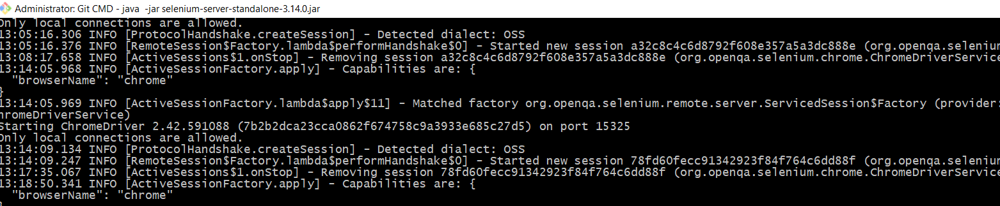 Administrator: Git CMD - java  -jar selenium-server-standalone-3.14.0.jar
Only local connections are allowed.
13:05:16.306 INFO [ProtocolHandshake.createSession] - Detected dialect: OSS
13:05:16.376 INFO [RemoteSession$Factory.lambda$performHandshake$0] - Started new session a32c8c4c6d8792f608e357a5a3dc888e (org.openqa.selenium
13:08:17.658 INFO [ActiveSessions$1.onStop] - Removing session a32c8c4c6d8792f608e357a5a3dc888e (org.openqa.selenium.chrome.ChromeDriverService
13:14:05.968 INFO [ActiveSessionFactory.apply] - Capabilities are: {
  "browserName": "chrome"
}
13:14:05.969 INFO [ActiveSessionFactory.lambda$apply$11] - Matched factory org.openqa.selenium.remote.server.ServicedSession$Factory (provider:
hromeDriverService)
Starting ChromeDriver 2.42.591088 (7b2b2dca23cca0862f674758c9a3933e685c27d5) on port 15325
Only local connections are allowed.
13:14:09.134 INFO [ProtocolHandshake.createSession] - Detected dialect: OSS
13:14:09.247 INFO [RemoteSession$Factory.lambda$performHandshake$0] - Started new session 78fd60fecc91342923f84f764c6dd88f (org.openqa.selenium
13:17:35.067 INFO [ActiveSessions$1.onStop] - Removing session 78fd60fecc91342923f84f764c6dd88f (org.openqa.selenium.chrome.ChromeDriverService
13:18:50.341 INFO [ActiveSessionFactory.apply] - Capabilities are: {
  "browserName": "chrome"
}